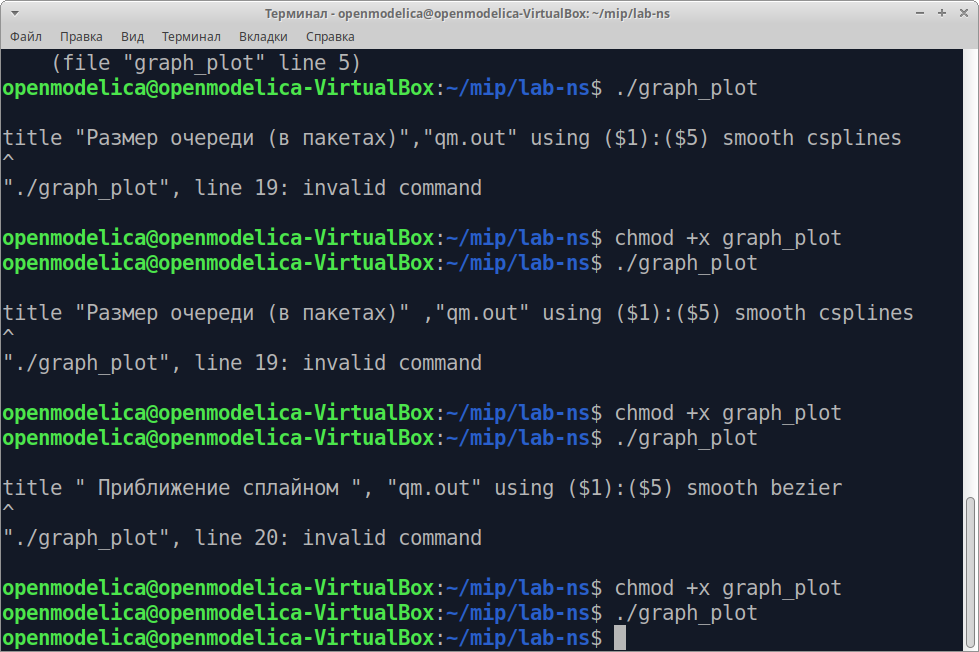 Терминал - openmodelica@openmodelica-VirtualBox: ~/mip/lab-ns
Файл Правка Вид Терминал Вкладки Справка
(file "graph_plot" line 5)
openmodelica@openmodelica-VirtualBox:~/mip/lab-ns$ ./graph_plot
title "Размер очереди (в пакетах)","qm.out" using ($1):($5) smooth csplines
^
"./graph_plot", line 19: invalid command
openmodelica@openmodelica-VirtualBox:~/mip/lab-ns$ chmod +x graph_plot
openmodelica@openmodelica-VirtualBox:~/mip/lab-ns$ ./graph_plot
title "Размер очереди (в пакетах)" ,"qm.out" using ($1):($5) smooth csplines
^
"./graph_plot", line 19: invalid command
openmodelica@openmodelica-VirtualBox:~/mip/lab-ns$ chmod +x graph_plot
openmodelica@openmodelica-VirtualBox:~/mip/lab-ns$ ./graph_plot
title " Приближение сплайном ", "qm.out" using ($1):($5) smooth bezier
^
"./graph_plot", line 20: invalid command
openmodelica@openmodelica-VirtualBox:~/mip/lab-ns$ chmod +x graph_plot
openmodelica@openmodelica-VirtualBox:~/mip/lab-ns$ ./graph_plot
openmodelica@openmodelica-VirtualBox:~/mip/lab-ns$